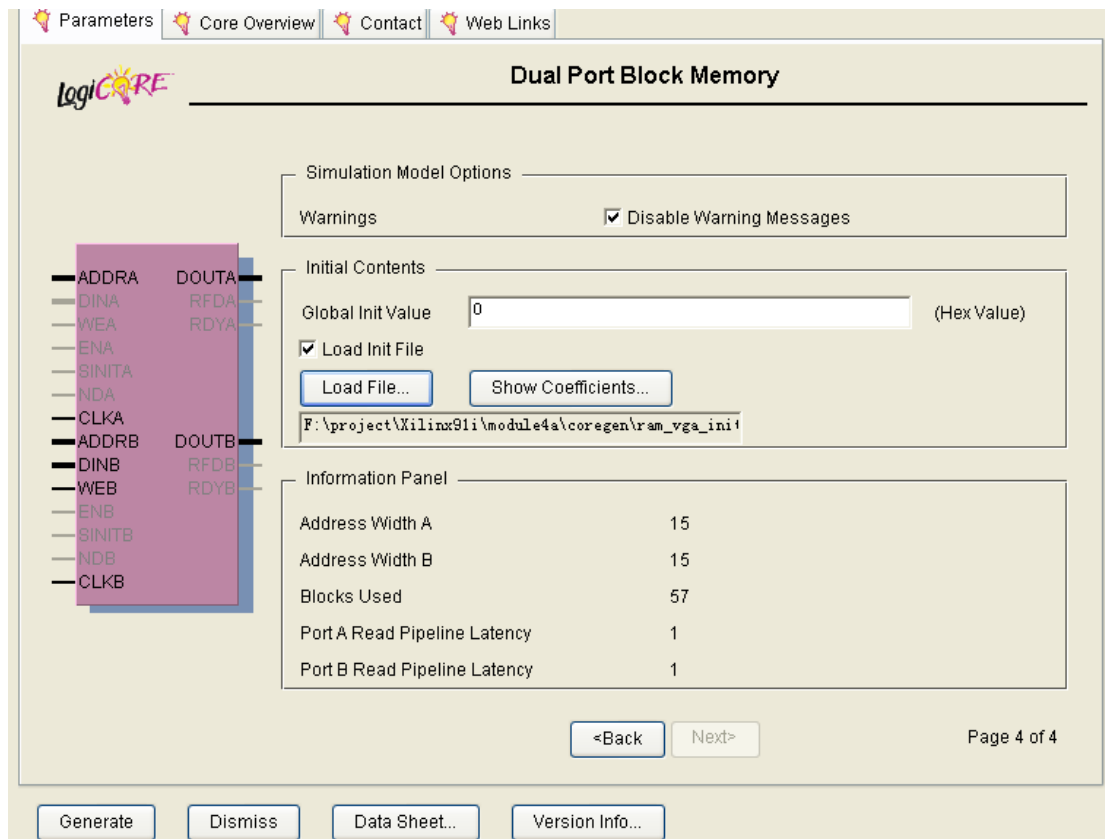 Parameters Core Overview Contact Web Links
LogiCORE
Dual Port Block Memory
Simulation Model Options
Warnings Disable Warning Messages
Initial Contents
Global Init Value 0 (Hex Value)
Load Init File
Load File... Show Coefficients...
F:\project\Xilinx91i\module4a\coregen\ram_vga_ini
ADDRA DOUTA
DINA RFDA
WEA RDYA
ENA
SINITA
NDA
CLKA
ADDRB DOUTB
DINB RFDB
WEB RDYB
ENB
SINITB
NDB
CLKB
Information Panel
Address Width A 15
Address Width B 15
Blocks Used 57
Port A Read Pipeline Latency 1
Port B Read Pipeline Latency 1
<Back Next> Page 4 of 4
Generate Dismiss Data Sheet... Version Info...